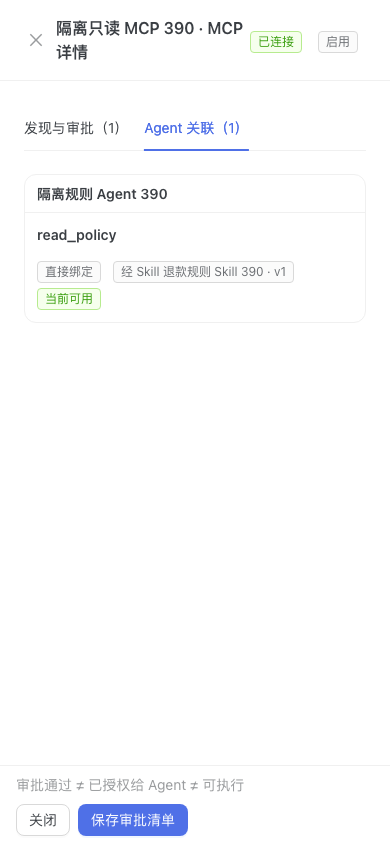 隔离只读 MCP 390 · MCP
详情
已连接
启用
发现与审批（1） Agent 关联（1）
隔离规则 Agent 390
read_policy
直接绑定 经 Skill 退款规则 Skill 390 · v1
当前可用
审批通过 ≠ 已授权给 Agent ≠ 可执行
关闭 保存审批清单